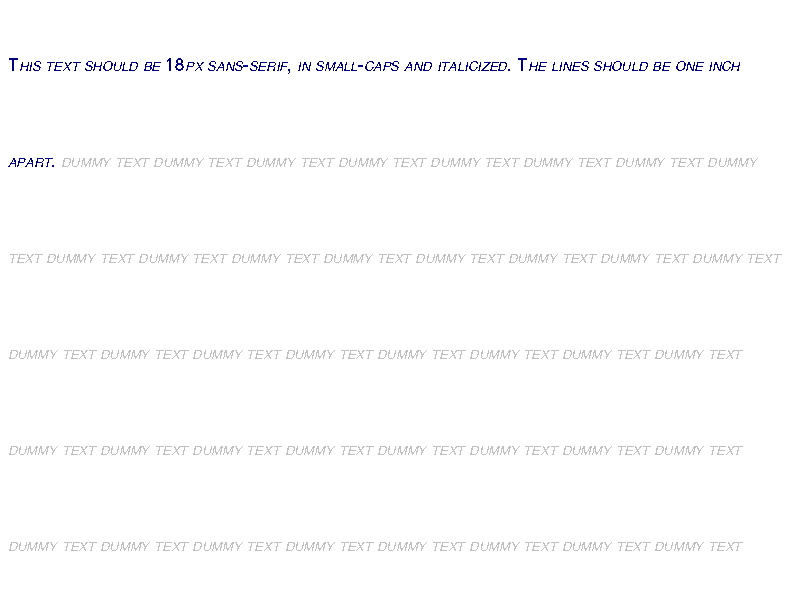 This text should be 18px sans-serif, in small-caps and italicized. The lines should be one inch
apart. dummy text dummy text dummy text dummy text dummy text dummy text dummy text dummy
text dummy text dummy text dummy text dummy text dummy text dummy text dummy text dummy text
dummy text dummy text dummy text dummy text dummy text dummy text dummy text dummy text
dummy text dummy text dummy text dummy text dummy text dummy text dummy text dummy text
dummy text dummy text dummy text dummy text dummy text dummy text dummy text dummy text